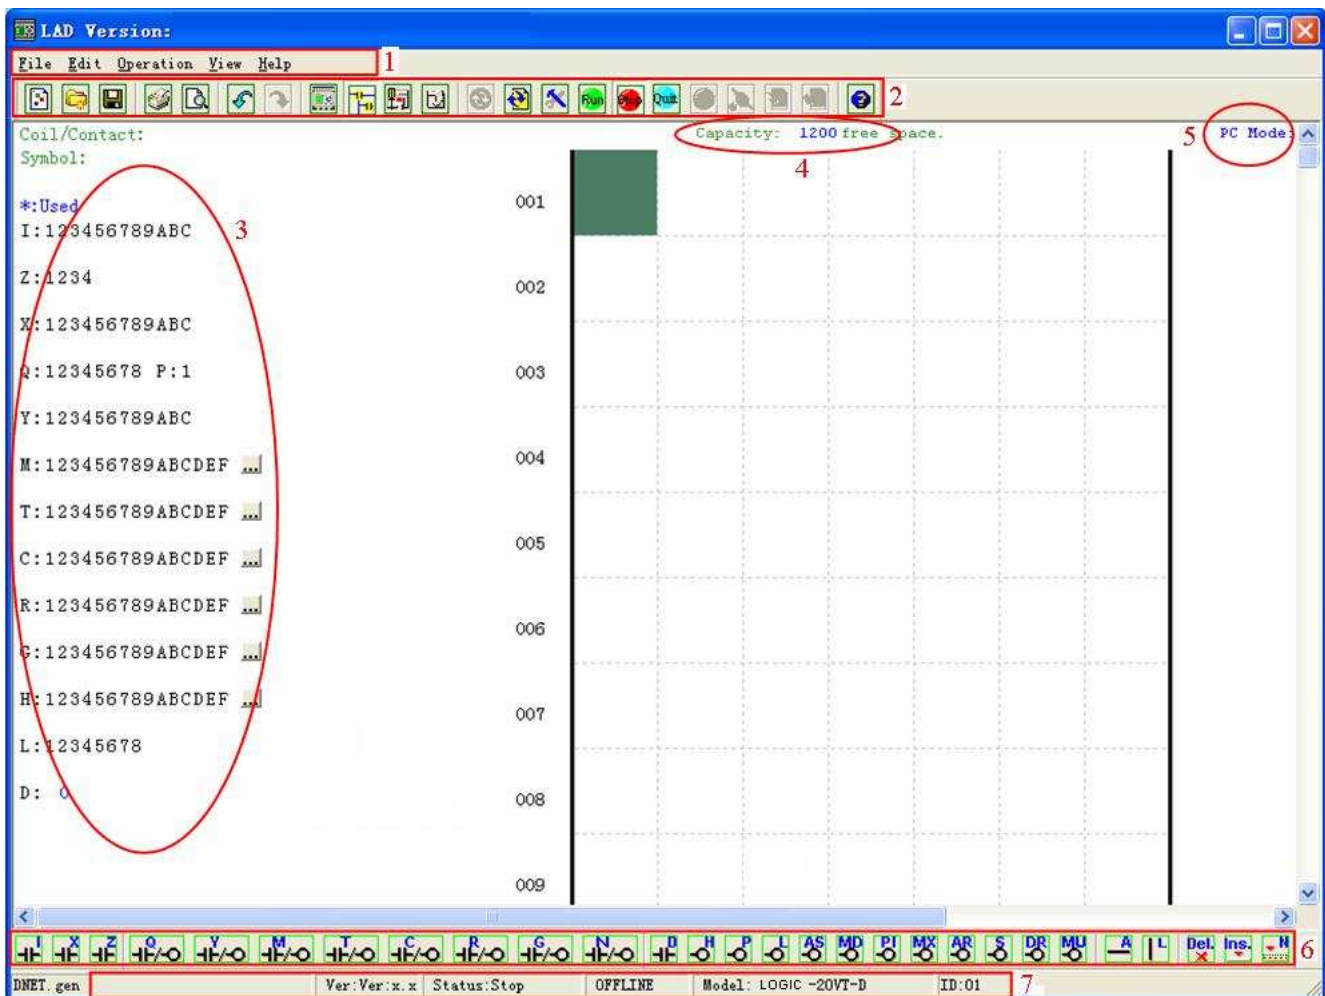 LAD Version:
File Edit Operation View Help 1
Run Stop Quit 2
Coil/Contact: Capacity: 1200 free space. 5 PC Mode:
Symbol: 4
*:Used 001
I:123456789ABC 3
Z:1234 002
X:123456789ABC
Q:12345678 P:1 003
Y:123456789ABC
M:123456789ABCDEF ... 004
T:123456789ABCDEF ...
C:123456789ABCDEF ... 005
R:123456789ABCDEF ...
G:123456789ABCDEF ... 006
H:123456789ABCDEF ...
L:12345678 007
D: 0 008
009
I X Z Q Y M T C R G N D H P L AS MD PI MX AR S DR MU A L Del. Ins. N 6
DNET.gen Ver:Ver:x.x Status:Stop OFFLINE Model: LOGIC -20VT-D ID:01 7